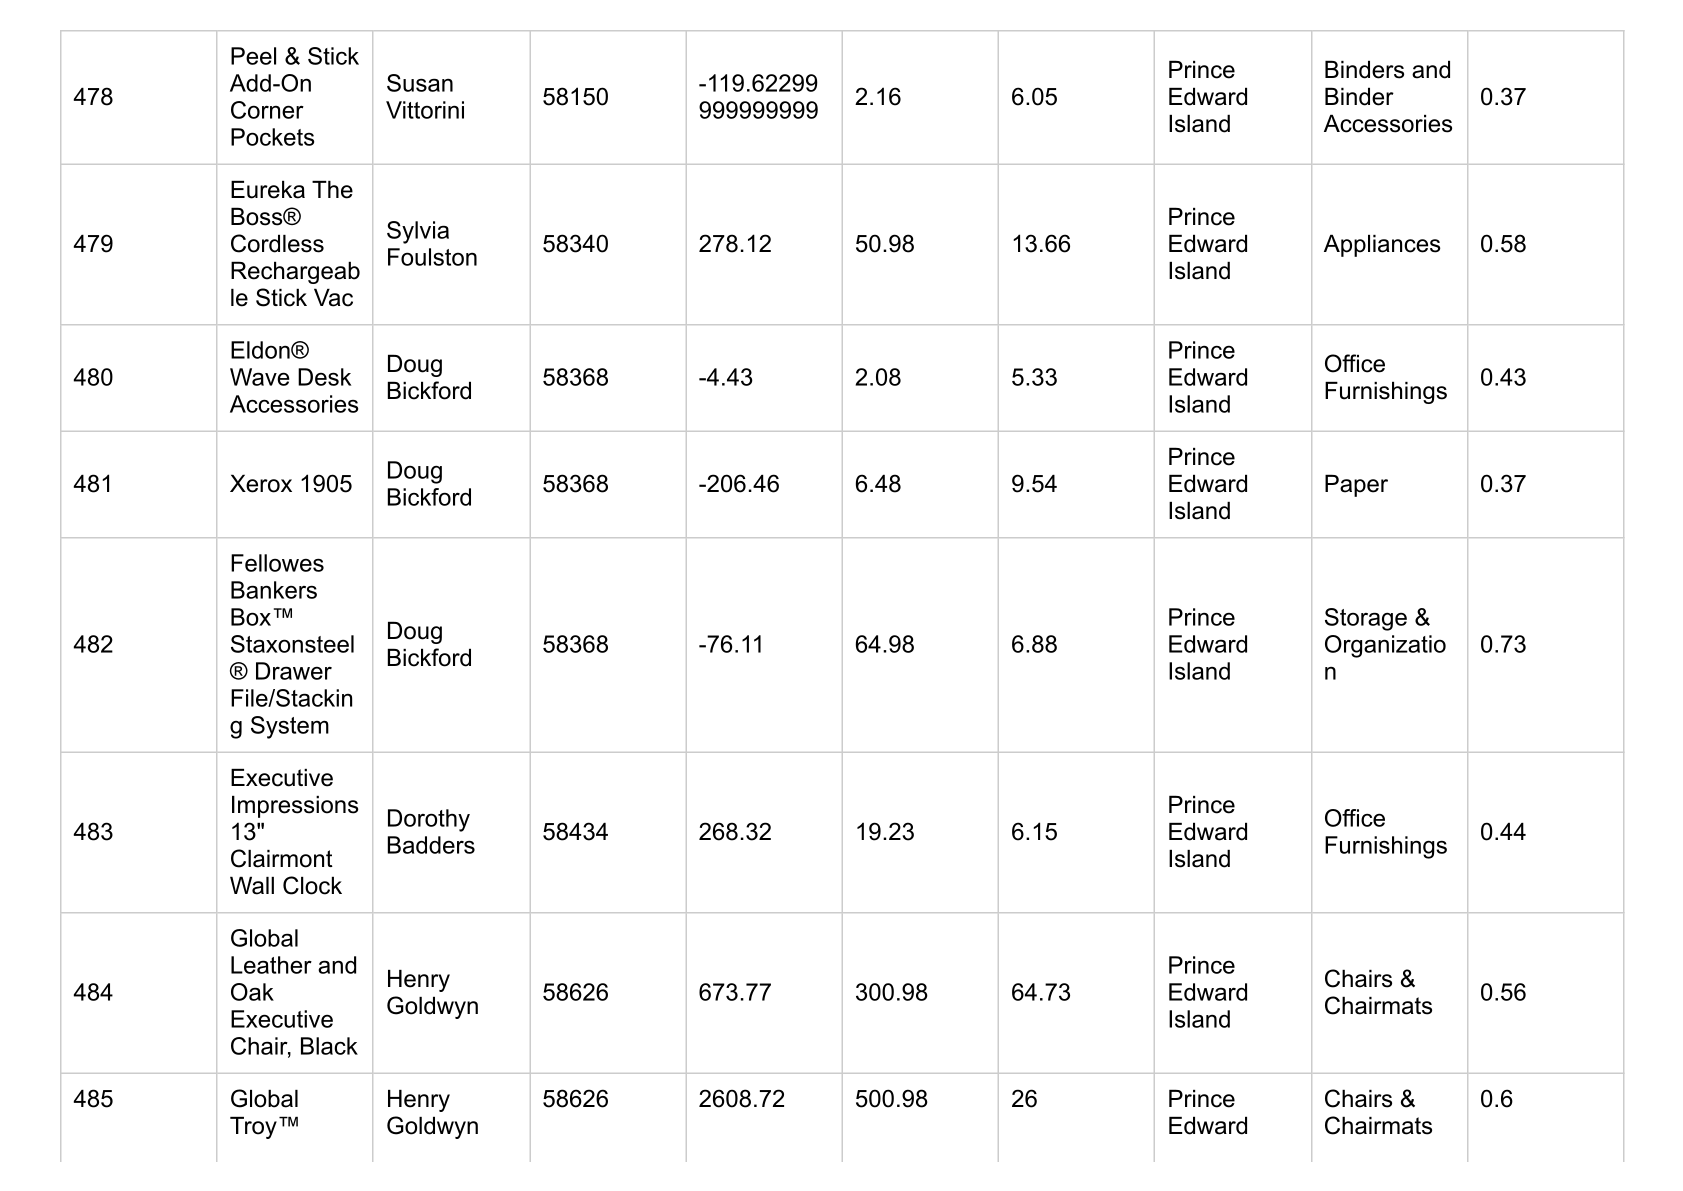 478
Peel & Stick
Add-On
Corner
Pockets
Susan
Vittorini
58150
-119.62299
999999999
2.16
6.05
Prince
Edward
Island
Binders and
Binder
Accessories
0.37
479
Eureka The
Boss®
Cordless
Rechargeab
le Stick Vac
Sylvia
Foulston
58340
278.12
50.98
13.66
Prince
Edward
Island
Appliances
0.58
480
Eldon®
Wave Desk
Accessories
Doug
Bickford
58368
-4.43
2.08
5.33
Prince
Edward
Island
Office
Furnishings
0.43
481
Xerox 1905
Doug
Bickford
58368
-206.46
6.48
9.54
Prince
Edward
Island
Paper
0.37
482
Fellowes
Bankers
Box™
Staxonsteel
® Drawer
File/Stackin
g System
Doug
Bickford
58368
-76.11
64.98
6.88
Prince
Edward
Island
Storage &
Organizatio
n
0.73
483
Executive
Impressions
13"
Clairmont
Wall Clock
Dorothy
Badders
58434
268.32
19.23
6.15
Prince
Edward
Island
Office
Furnishings
0.44
484
Global
Leather and
Oak
Executive
Chair, Black
Henry
Goldwyn
58626
673.77
300.98
64.73
Prince
Edward
Island
Chairs &
Chairmats
0.56
485
Global
Troy™
Henry
Goldwyn
58626
2608.72
500.98
26
Prince
Edward
Chairs &
Chairmats
0.6